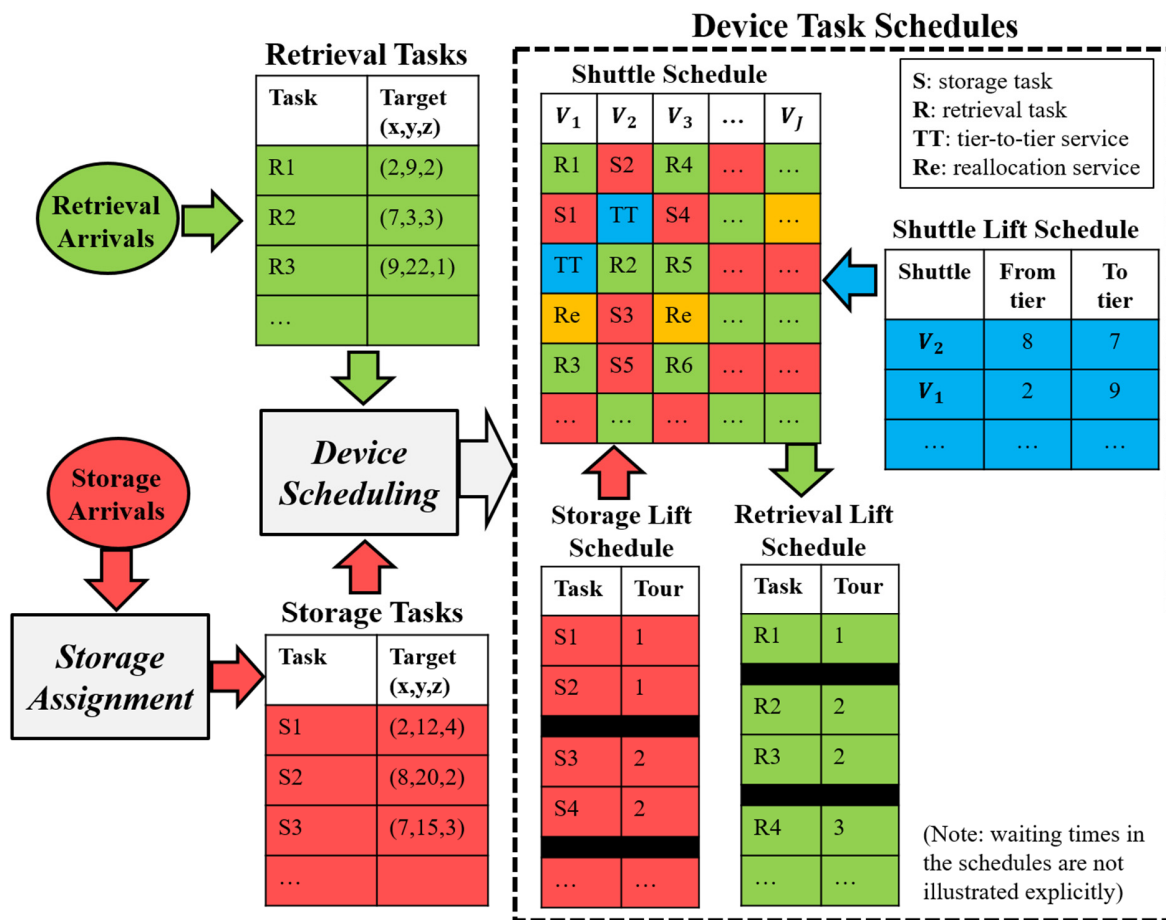 Device Task Schedules
Retrieval Tasks
Task Target
(x,y,z)
R1 (2,9,2)
R2 (7,3,3)
R3 (9,22,1)
…
Retrieval
Arrivals
Shuttle Schedule
V1 V2 V3 … VJ
R1 S2 R4 … …
S1 TT S4 … …
TT R2 R5 … …
Re S3 Re … …
R3 S5 R6 … …
… … … … …
S: storage task
R: retrieval task
TT: tier-to-tier service
Re: reallocation service
Shuttle Lift Schedule
Shuttle From To
tier tier
V2 8 7
V1 2 9
… … …
Device
Scheduling
Storage
Arrivals
Storage
Assignment
Storage Tasks
Task Target
(x,y,z)
S1 (2,12,4)
S2 (8,20,2)
S3 (7,15,3)
…
Storage Lift
Schedule
Task Tour
S1 1
S2 1
S3 2
S4 2
… …
Retrieval Lift
Schedule
Task Tour
R1 1
R2 2
R3 2
R4 3
… …
(Note: waiting times in
the schedules are not
illustrated explicitly)